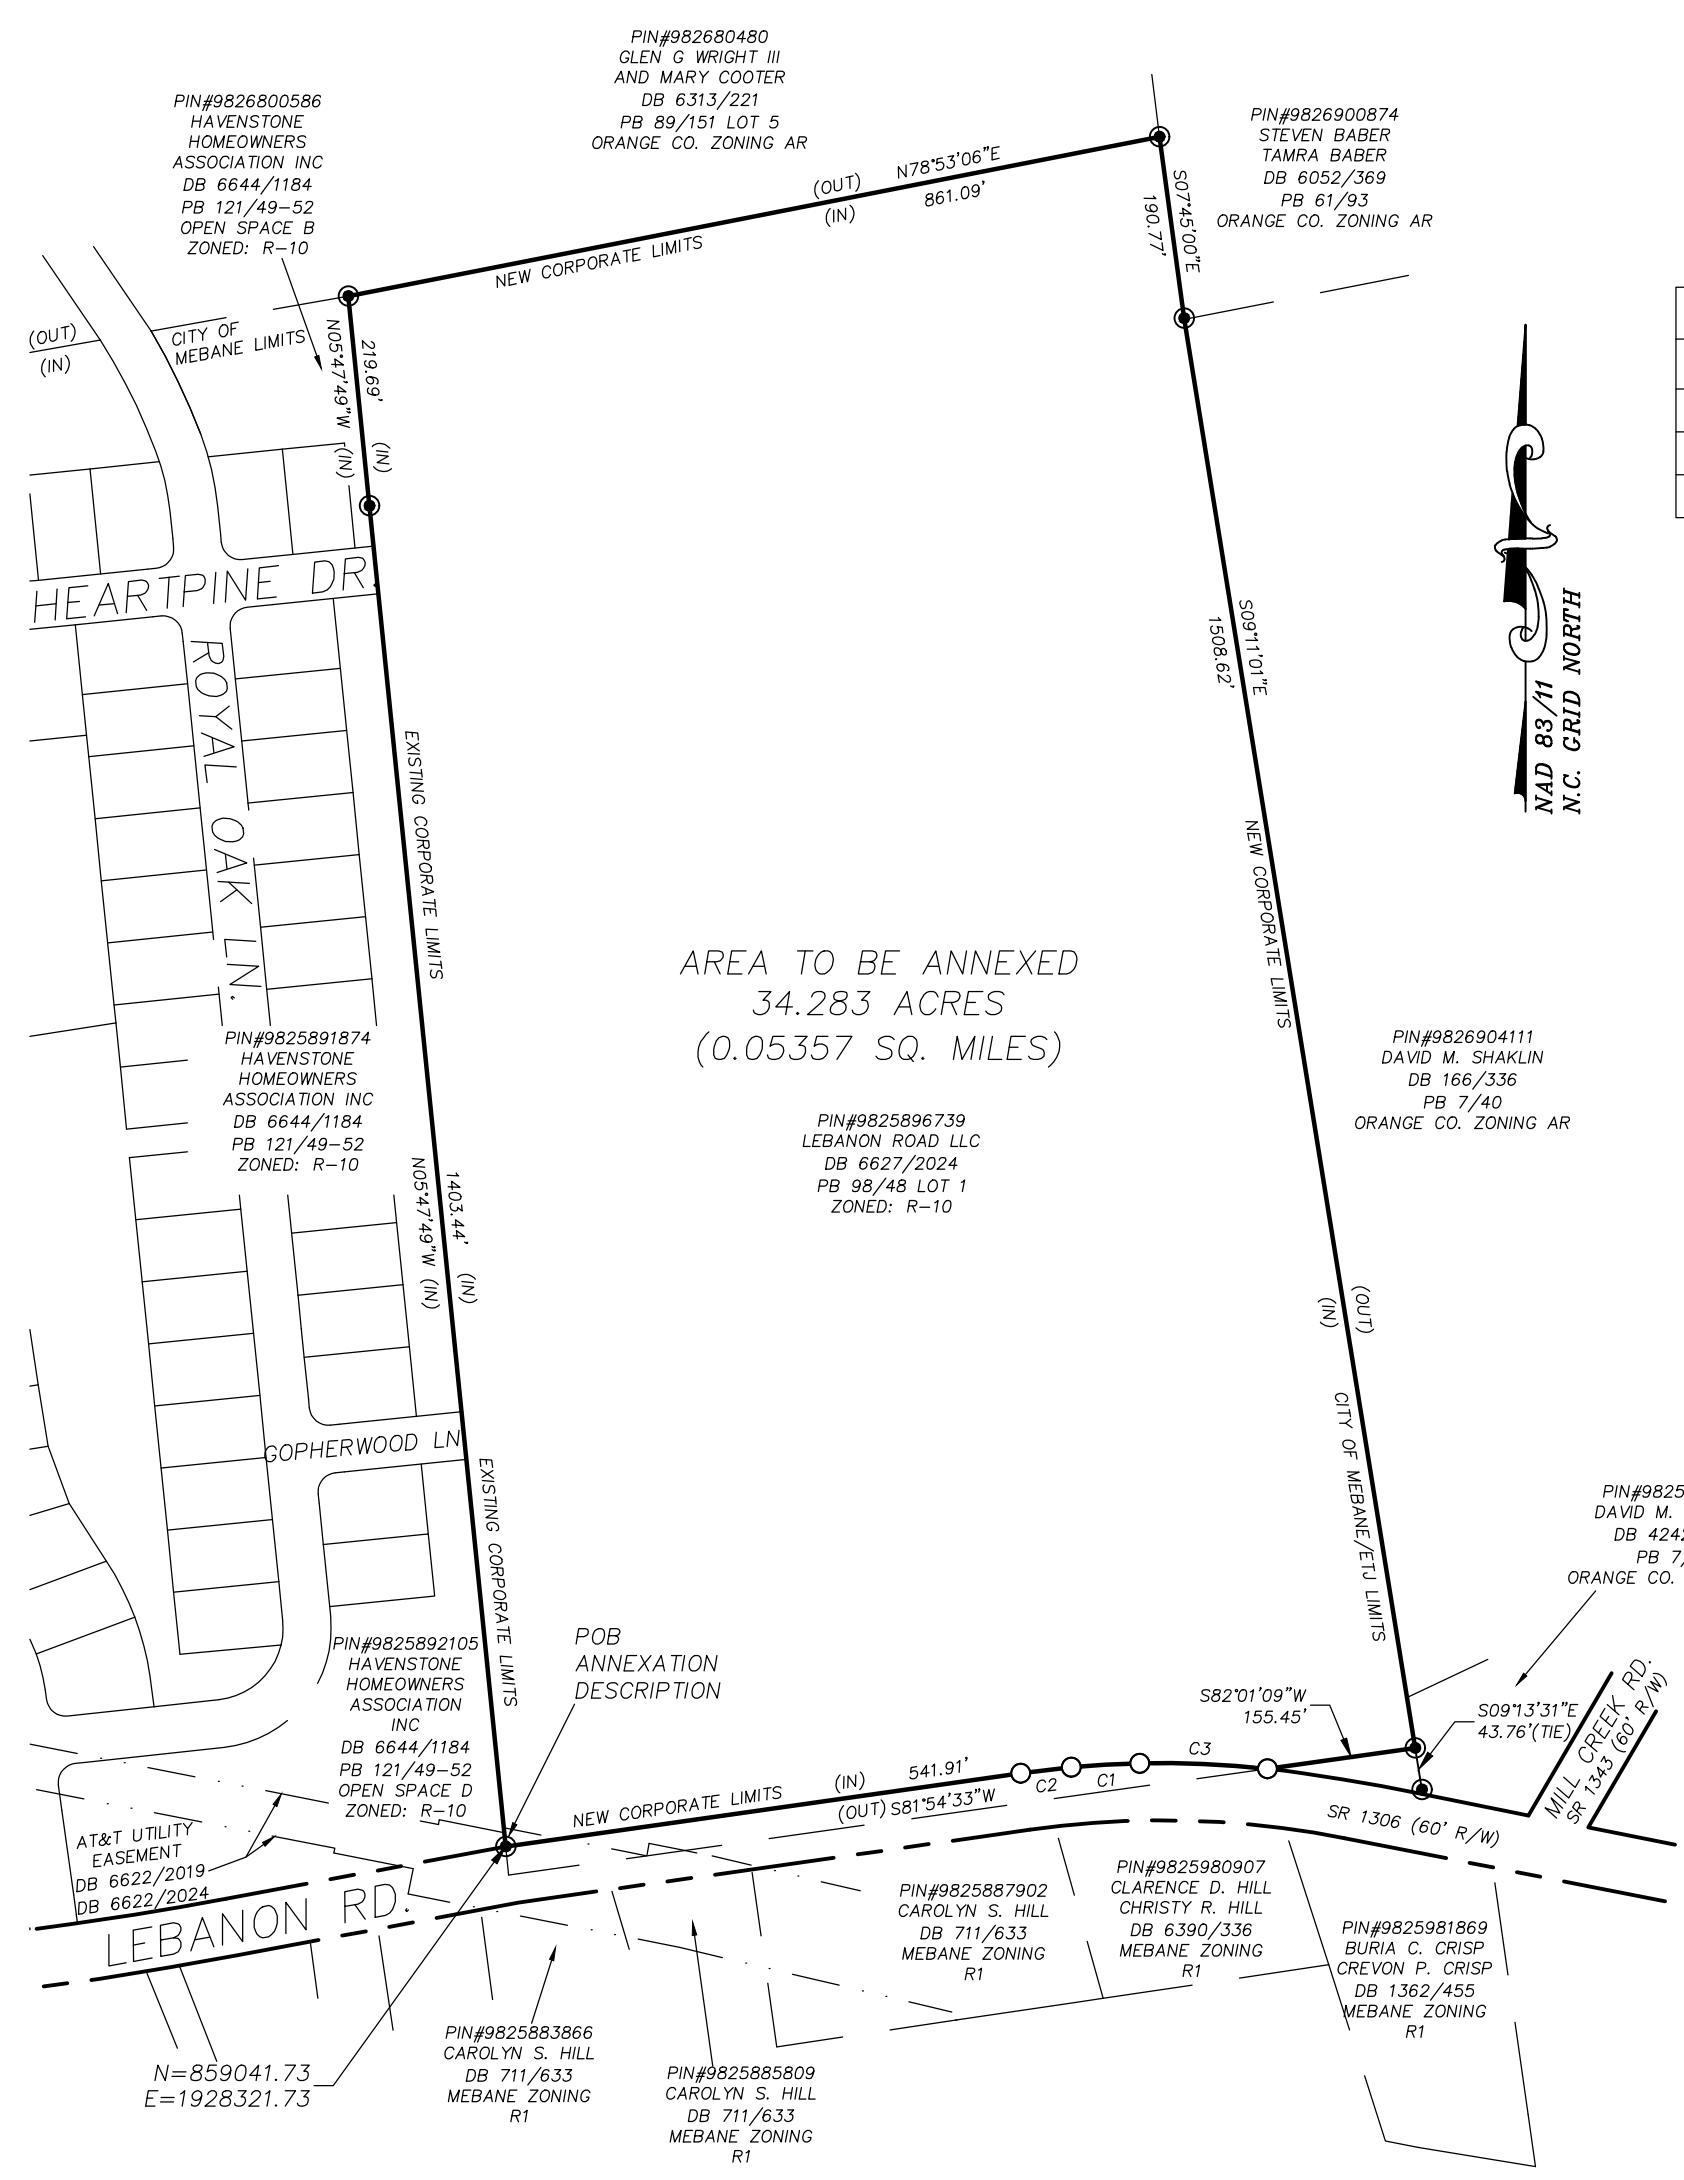 PIN#982680480
GLEN G WRIGHT III
AND MARY COOTER
DB 6313/221
PB 89/151 LOT 5
ORANGE CO. ZONING AR
PIN#9826800586
HAVENSTONE
HOMEOWNERS
ASSOCIATION INC
DB 6644/1184
PB 121/49-52
OPEN SPACE B
ZONED: R-10
PIN#9826900874
STEVEN BABER
TAMRA BABER
DB 6052/369
PB 61/93
ORANGE CO. ZONING AR
(OUT) N78°53'06"E
(IN) 861.09'
NEW CORPORATE LIMITS
S07°45'00"E
190.77'
(OUT)
(IN)
CITY OF
MEBANE LIMITS
219.69' (IN)
N05°47'49"W (IN)
HEARTPINE DR.
ROYAL OAK LN.
EXISTING CORPORATE LIMITS
S09°11'01"E
1508.62'
NAD 83/11
N.C. GRID NORTH
NEW CORPORATE LIMITS
AREA TO BE ANNEXED
34.283 ACRES
(0.05357 SQ. MILES)
PIN#9825891874
HAVENSTONE
HOMEOWNERS
ASSOCIATION INC
DB 6644/1184
PB 121/49-52
ZONED: R-10
PIN#9826904111
DAVID M. SHAKLIN
DB 166/336
PB 7/40
ORANGE CO. ZONING AR
PIN#9825896739
LEBANON ROAD LLC
DB 6627/2024
PB 98/48 LOT 1
ZONED: R-10
1403.44' (IN)
N05°47'49"W (IN)
(OUT)
(IN)
CITY OF MEBANE/ETJ LIMITS
GOPHERWOOD LN
EXISTING CORPORATE LIMITS
PIN#9825
DAVID M.
DB 4242
PB 7/
ORANGE CO.
PIN#9825892105
HAVENSTONE
HOMEOWNERS
ASSOCIATION
INC
DB 6644/1184
PB 121/49-52
OPEN SPACE D
ZONED: R-10
POB
ANNEXATION
DESCRIPTION
S82°01'09"W
155.45'
S09°13'31"E
43.76'(TIE)
MILL CREEK RD.
SR 1343 (60' R/W)
C3
C1
C2
NEW CORPORATE LIMITS (IN) 541.91'
(OUT) S81°54'33"W
SR 1306 (60' R/W)
AT&T UTILITY
EASEMENT
DB 6622/2019
DB 6622/2024
LEBANON RD.
PIN#9825887902
CAROLYN S. HILL
DB 711/633
MEBANE ZONING
R1
PIN#9825980907
CLARENCE D. HILL
CHRISTY R. HILL
DB 6390/336
MEBANE ZONING
R1
PIN#9825981869
BURIA C. CRISP
CREVON P. CRISP
DB 1362/455
MEBANE ZONING
R1
N=859041.73
E=1928321.73
PIN#9825883866
CAROLYN S. HILL
DB 711/633
MEBANE ZONING
R1
PIN#9825885809
CAROLYN S. HILL
DB 711/633
MEBANE ZONING
R1